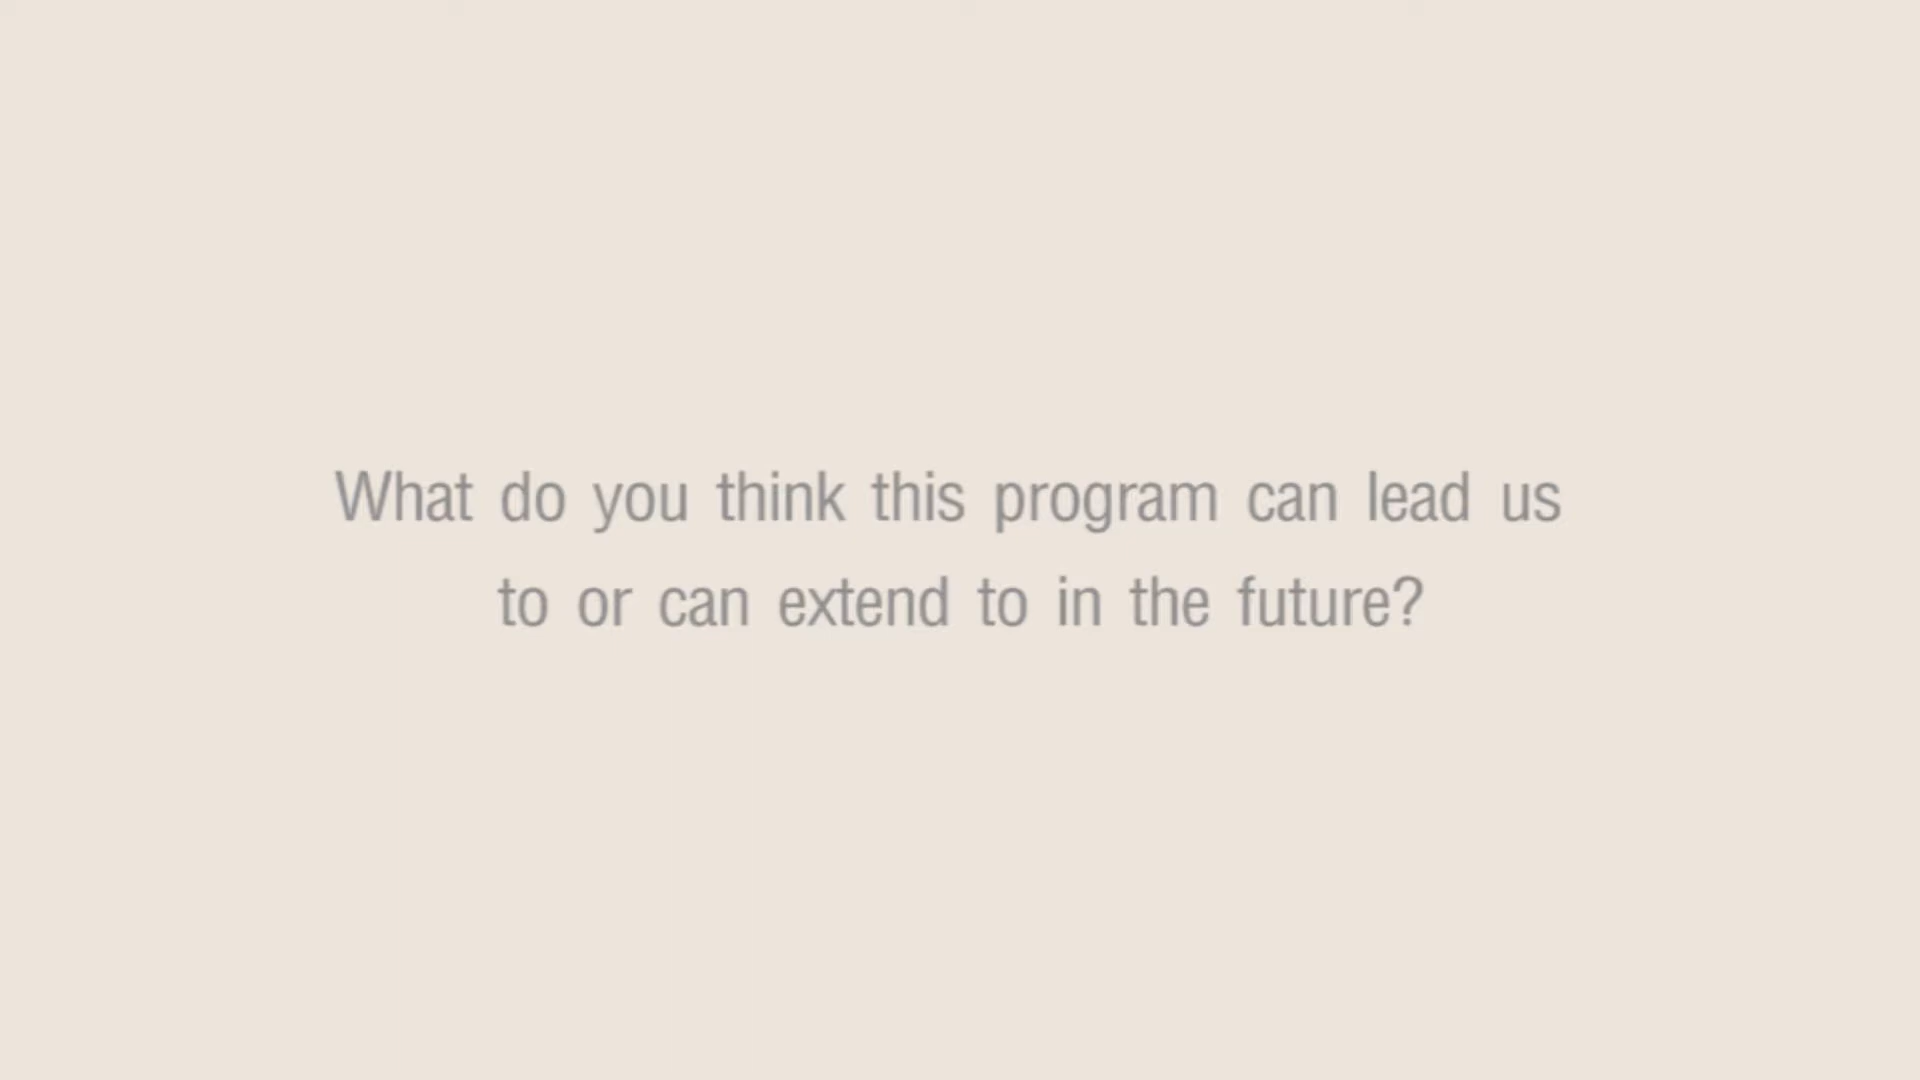 What do you think this program can lead us
to or can extend to in the future?